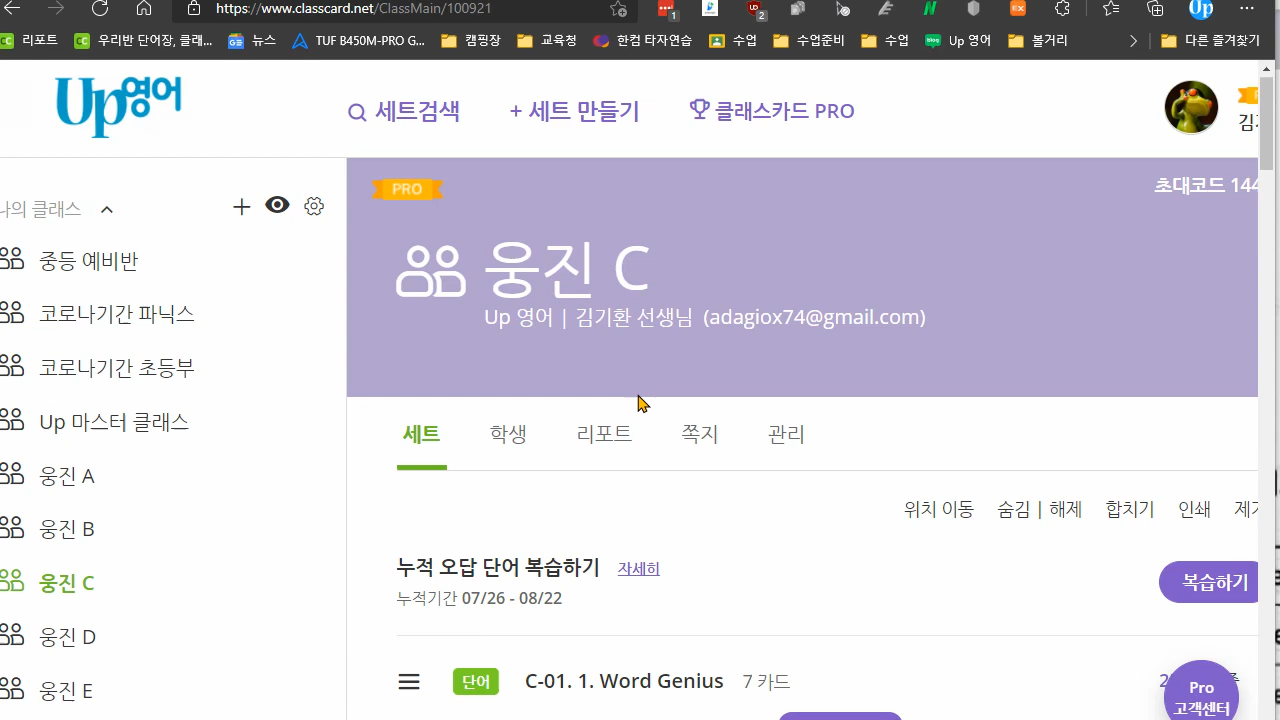 https://www.classcard.net/ClassMain/100921
1
2
EX
Up
리포트
우리반 단어장, 클래...
뉴스
TUF B450M-PRO G...
캠핑장
교육청
한컴 타자연습
수업
수업준비
수업
Up 영어
볼거리
다른 즐겨찾기
Up영어
세트검색
+ 세트 만들기
클래스카드 PRO
나의 클래스
중등 예비반
코로나기간 파닉스
코로나기간 초등부
Up 마스터 클래스
웅진 A
웅진 B
웅진 C
웅진 D
웅진 E
PRO
초대코드 144
웅진 C
Up 영어 | 김기환 선생님 (adagiox74@gmail.com)
세트
학생
리포트
쪽지
관리
위치 이동
숨김 | 해제
합치기
인쇄
누적 오답 단어 복습하기
자세히
복습하기
누적기간 07/26 - 08/22
단어
C-01. 1. Word Genius
7 카드
Pro
고객센터